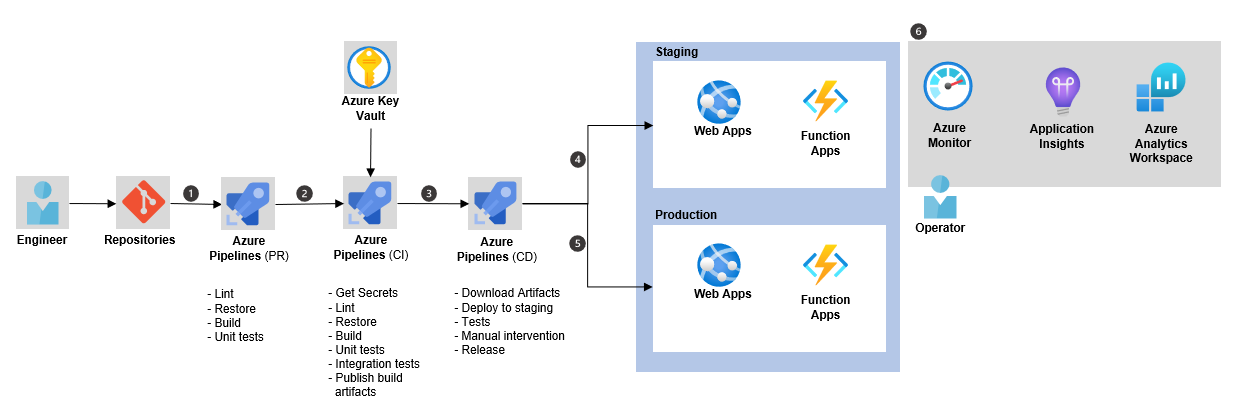 6
Staging
Azure Key
Vault
Web Apps
Function
Apps
Azure
Monitor
Application
Insights
Azure
Analytics
Workspace
1
2
3
4
5
Engineer
Repositories
Azure
Pipelines (PR)
Azure
Pipelines (CI)
Azure
Pipelines (CD)
- Lint
- Restore
- Build
- Unit tests
- Get Secrets
- Lint
- Restore
- Build
- Unit tests
- Integration tests
- Publish build
artifacts
- Download Artifacts
- Deploy to staging
- Tests
- Manual intervention
- Release
Production
Web Apps
Function
Apps
Operator